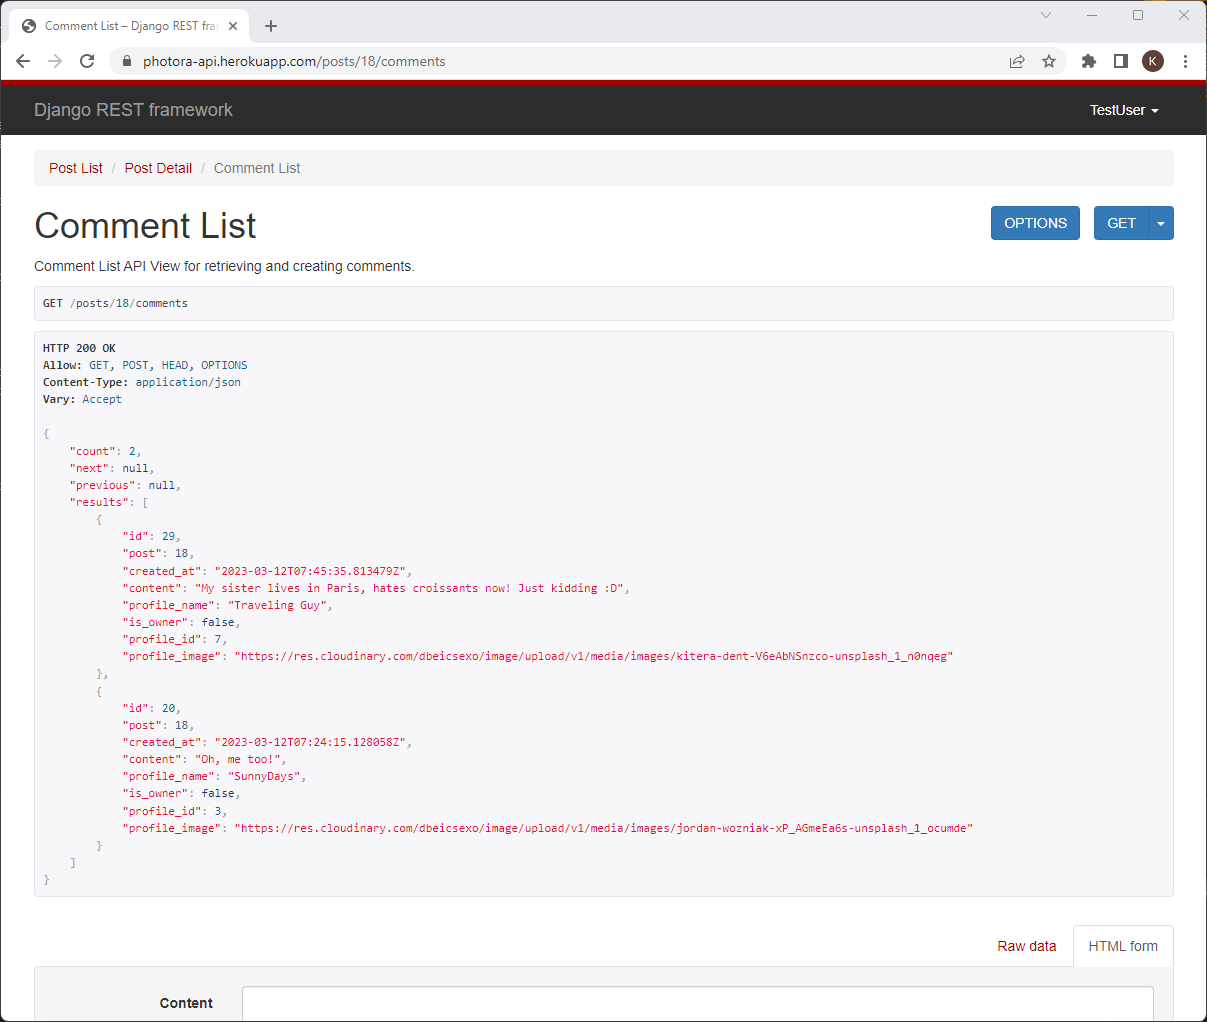 Comment List – Django REST fra
photora-api.herokuapp.com/posts/18/comments
K
Django REST framework
TestUser
Post List / Post Detail / Comment List
Comment List
OPTIONS
GET
Comment List API View for retrieving and creating comments.
GET /posts/18/comments
HTTP 200 OK
Allow: GET, POST, HEAD, OPTIONS
Content-Type: application/json
Vary: Accept
{
"count": 2,
"next": null,
"previous": null,
"results": [
{
"id": 29,
"post": 18,
"created_at": "2023-03-12T07:45:35.813479Z",
"content": "My sister lives in Paris, hates croissants now! Just kidding :D",
"profile_name": "Traveling Guy",
"is_owner": false,
"profile_id": 7,
"profile_image": "https://res.cloudinary.com/dbeicsexo/image/upload/v1/media/images/kitera-dent-V6eAbNSnzco-unsplash_1_n0nqeg"
},
{
"id": 20,
"post": 18,
"created_at": "2023-03-12T07:24:15.128058Z",
"content": "Oh, me too!",
"profile_name": "SunnyDays",
"is_owner": false,
"profile_id": 3,
"profile_image": "https://res.cloudinary.com/dbeicsexo/image/upload/v1/media/images/jordan-wozniak-xP_AGmeEa6s-unsplash_1_ocumde"
}
]
}
Raw data
HTML form
Content